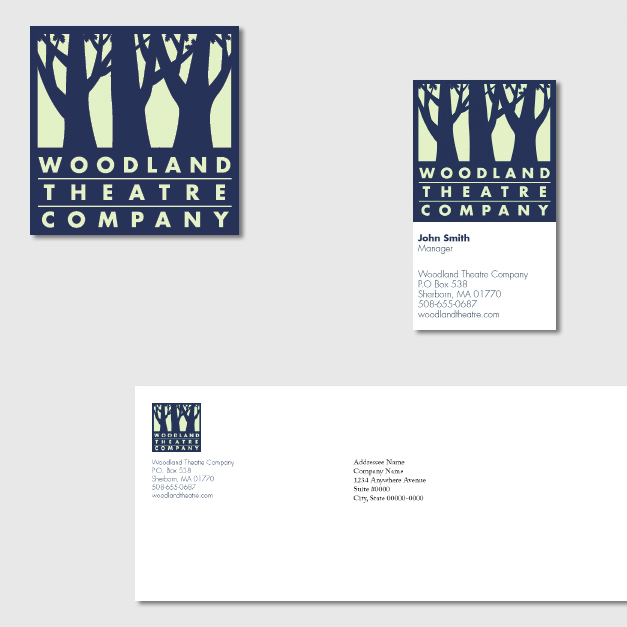 WOODLAND
THEATRE
COMPANY
WOODLAND
THEATRE
COMPANY
John Smith
Manager
Woodland Theatre Company
P.O Box 538
Sherborn, MA 01770
508-655-0687
woodlandtheatre.com
WOODLAND
THEATRE
COMPANY
Woodland Theatre Company
P.O. Box 538
Sherborn, MA 01770
508-655-0687
woodlandtheatre.com
Addressee Name
Company Name
1234 Anywhere Avenue
Suite #0000
City, State 00000-0000